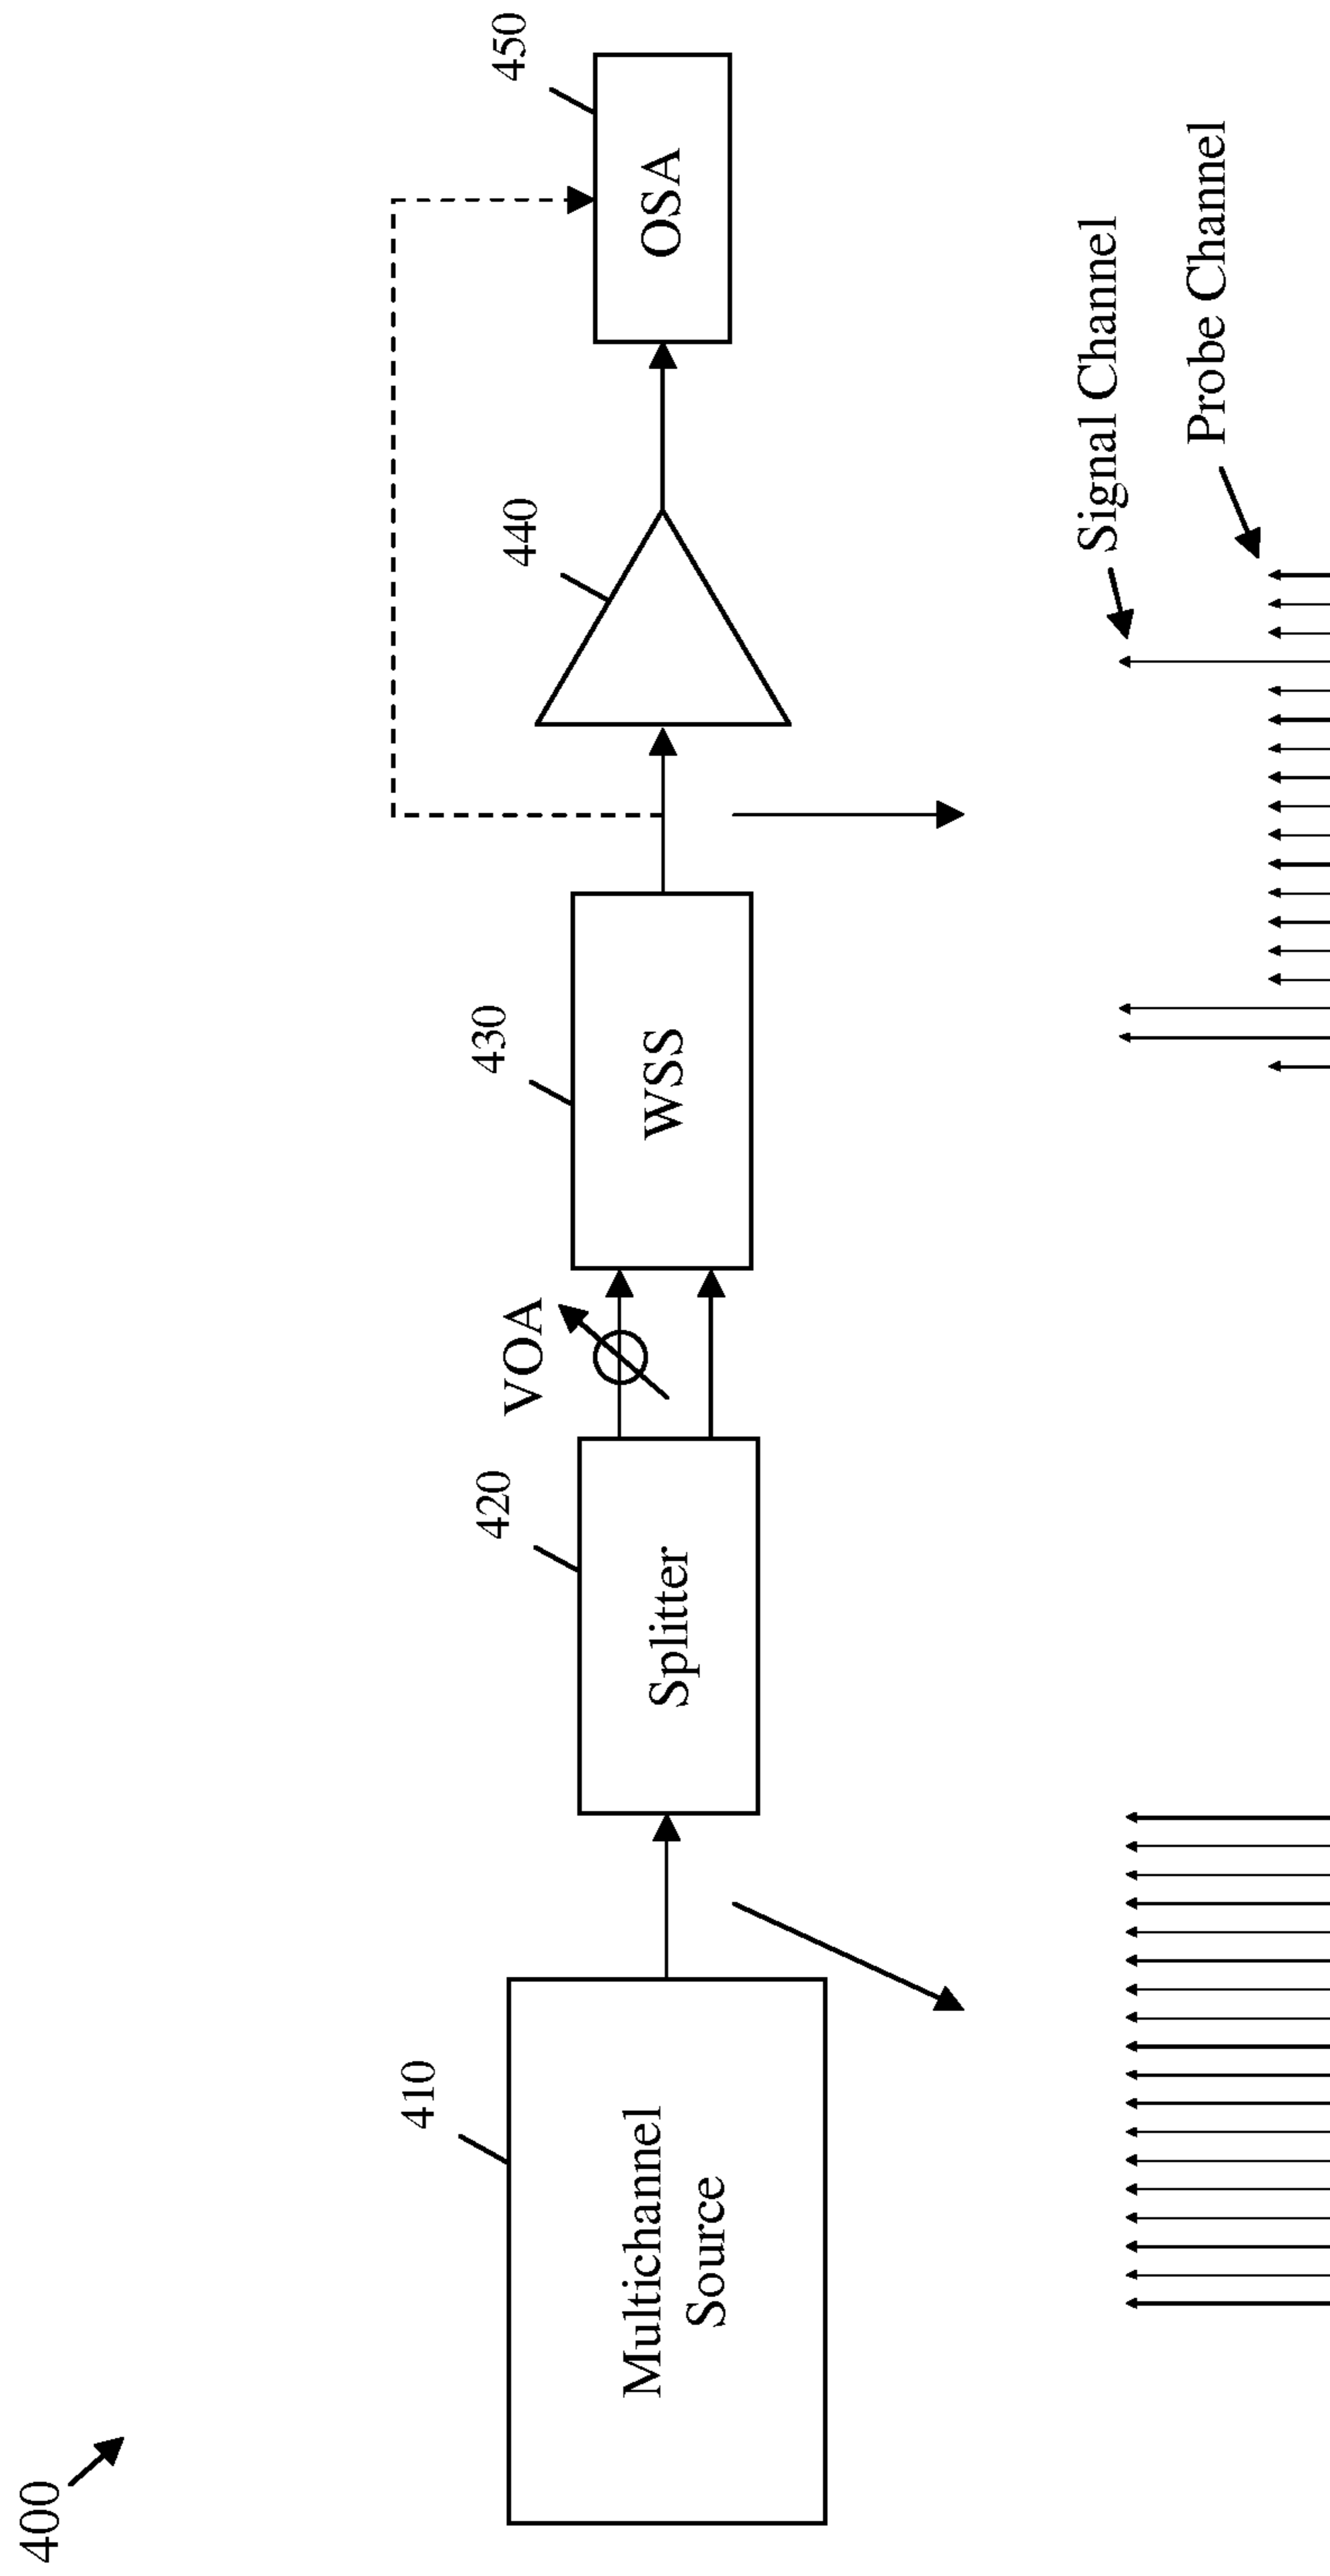 400
410
Multichannel
Source
420
Splitter
VOA
430
WSS
440
450
OSA
Signal Channel
Probe Channel